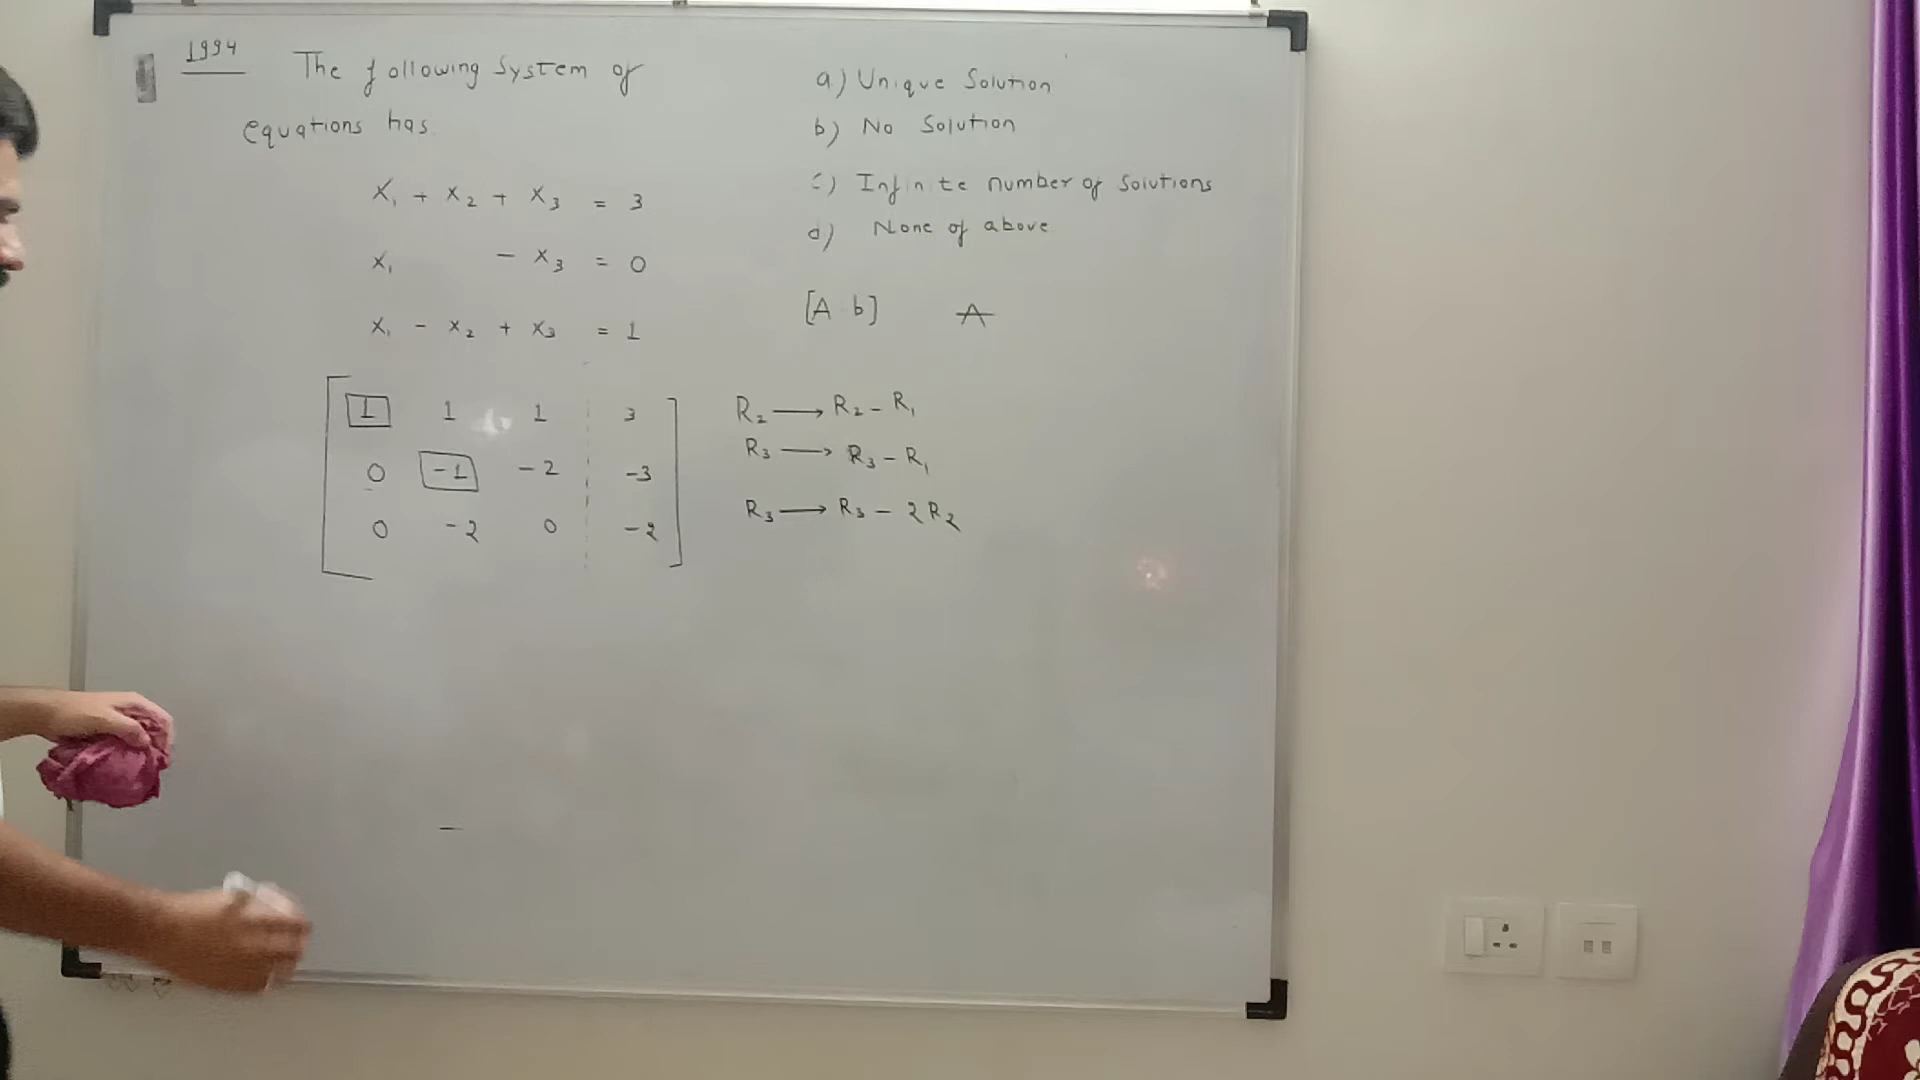 1994 The following system of
equations has
x₁ + x₂ + x₃ = 3
x₁ - x₃ = 0
x₁ - x₂ + x₃ = 1
a) Unique Solution
b) No Solution
c) Infinite number of Solutions
d) None of above
[A b] A
1 1 1 3
0 -1 -2 -3
0 -2 0 -2
R₂ → R₂ - R₁
R₃ → R₃ - R₁
R₃ → R₃ - 2R₂